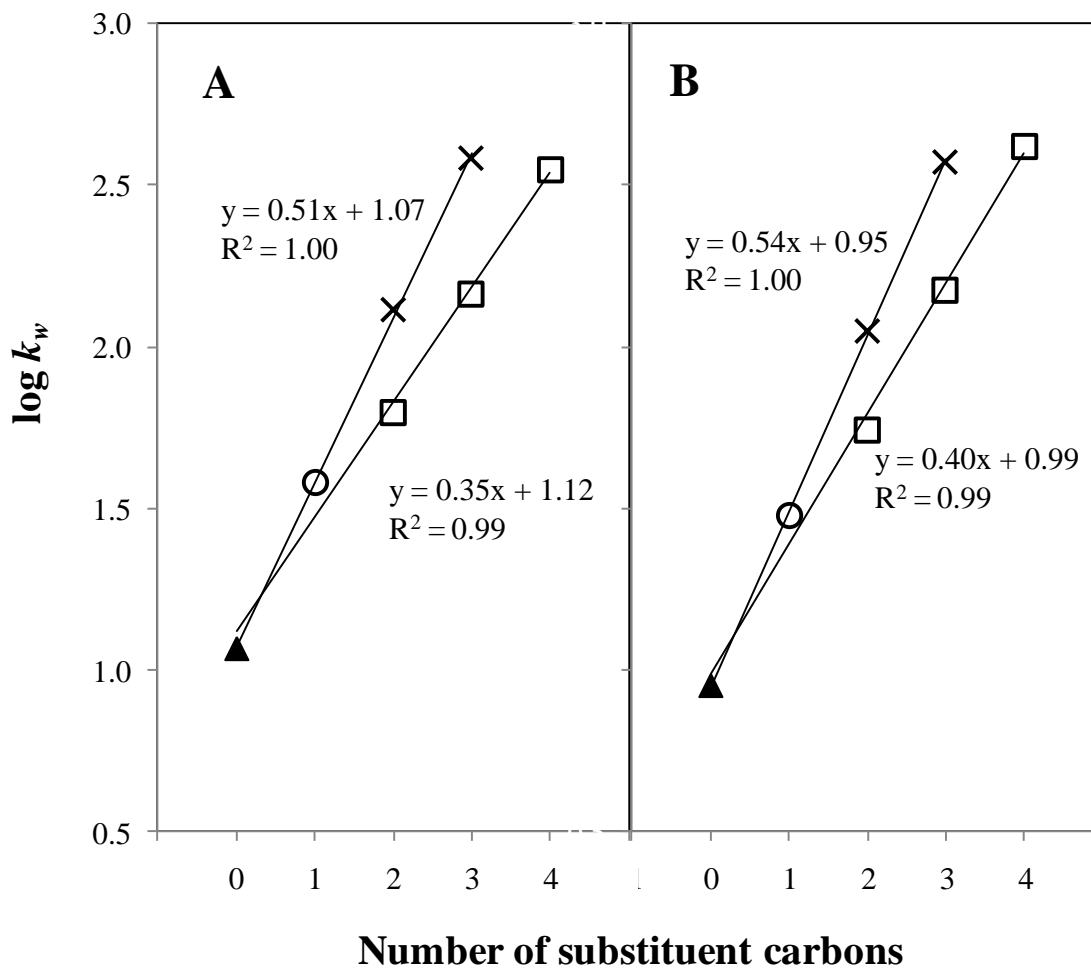 3.0
A
B
2.5
y = 0.51x + 1.07
R² = 1.00
y = 0.54x + 0.95
R² = 1.00
2.0
log k_w
y = 0.35x + 1.12
R² = 0.99
y = 0.40x + 0.99
R² = 0.99
1.5
1.0
0.5
0 1 2 3 4 0 1 2 3 4
Number of substituent carbons